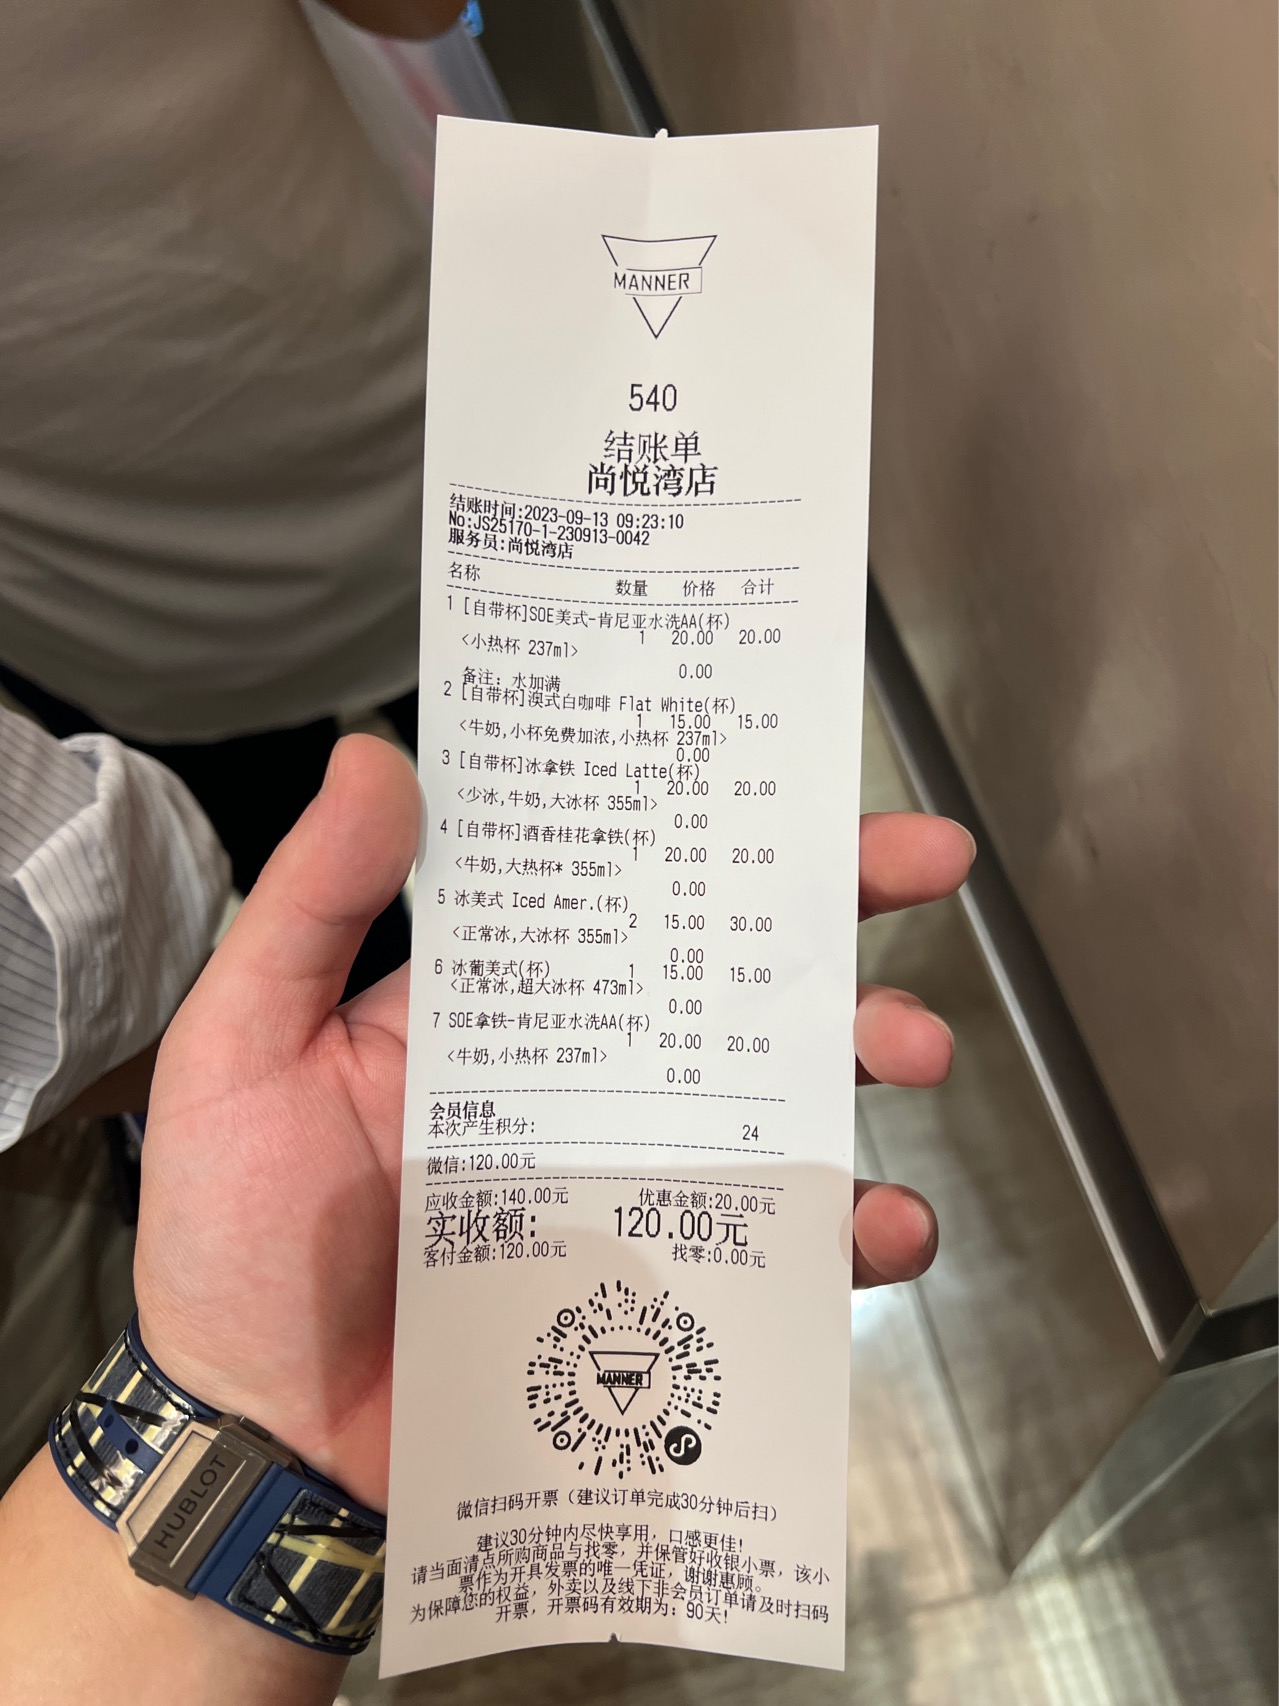 MANNER
540
结账单
尚悦湾店
结账时间:2023-09-13 09:23:10
No:JS25170-1-230913-0042
服务员:尚悦湾店
名称 数量 价格 合计
1 [自带杯]SOE美式-肯尼亚水洗AA(杯)
1 20.00 20.00
<小热杯 237ml>
0.00
备注: 水加满
2 [自带杯]澳式白咖啡 Flat White(杯)
1 15.00 15.00
<牛奶,小杯免费加浓,小热杯 237ml>
0.00
3 [自带杯]冰拿铁 Iced Latte(杯)
1 20.00 20.00
<少冰,牛奶,大冰杯 355ml>
0.00
4 [自带杯]酒香桂花拿铁(杯)
1 20.00 20.00
<牛奶,大热杯* 355ml>
0.00
5 冰美式 Iced Amer.(杯)
2 15.00 30.00
<正常冰,大冰杯 355ml>
0.00
6 冰葡美式(杯) 1 15.00 15.00
<正常冰,超大冰杯 473ml>
0.00
7 SOE拿铁-肯尼亚水洗AA(杯)
1 20.00 20.00
<牛奶,小热杯 237ml>
0.00
会员信息
本次产生积分: 24
微信:120.00元
应收金额:140.00元 优惠金额:20.00元
实收额: 120.00元
客付金额:120.00元 找零:0.00元
MANNER
微信扫码开票（建议订单完成30分钟后扫）
建议30分钟内尽快享用，口感更佳!
请当面清点所购商品与找零，并保管好收银小票，该小
票作为开具发票的唯一凭证，谢谢惠顾。
为保障您的权益，外卖以及线下非会员订单请及时扫码
开票，开票码有效期为：90天!
HUBLOT